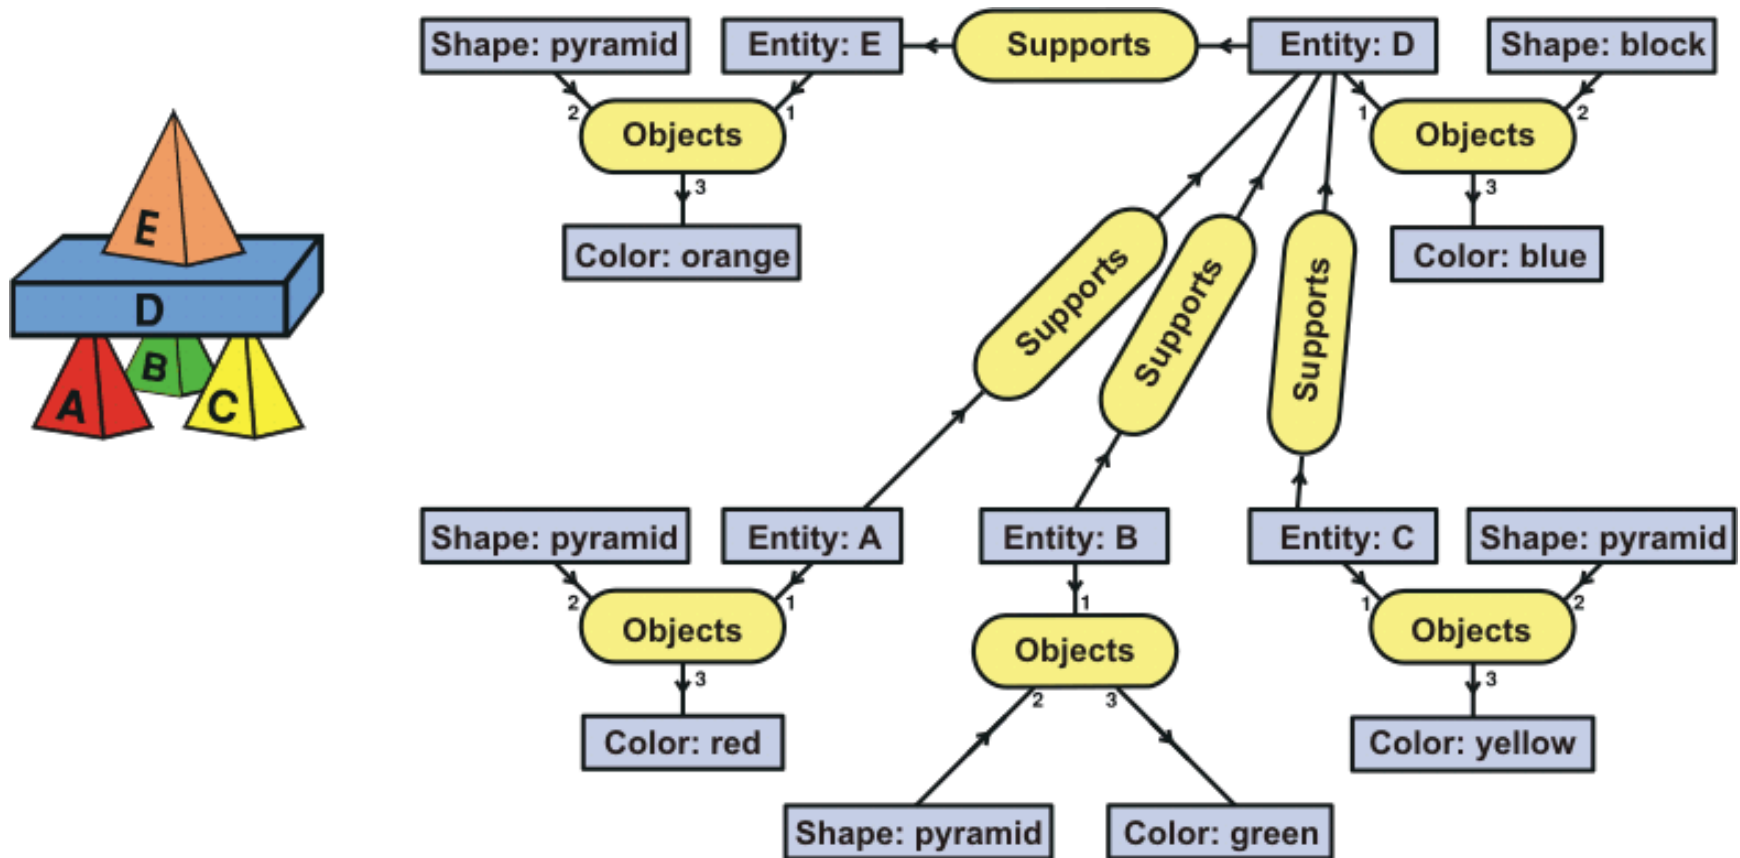 Shape: pyramid
Entity: E
Supports
Entity: D
Shape: block
2
1
1
2
Objects
Objects
3
3
Color: orange
Color: blue
E
D
A
B
C
Supports
Supports
Supports
Shape: pyramid
Entity: A
Entity: B
Entity: C
Shape: pyramid
2
1
1
1
2
Objects
Objects
Objects
3
2
3
3
Color: red
Color: yellow
Shape: pyramid
Color: green